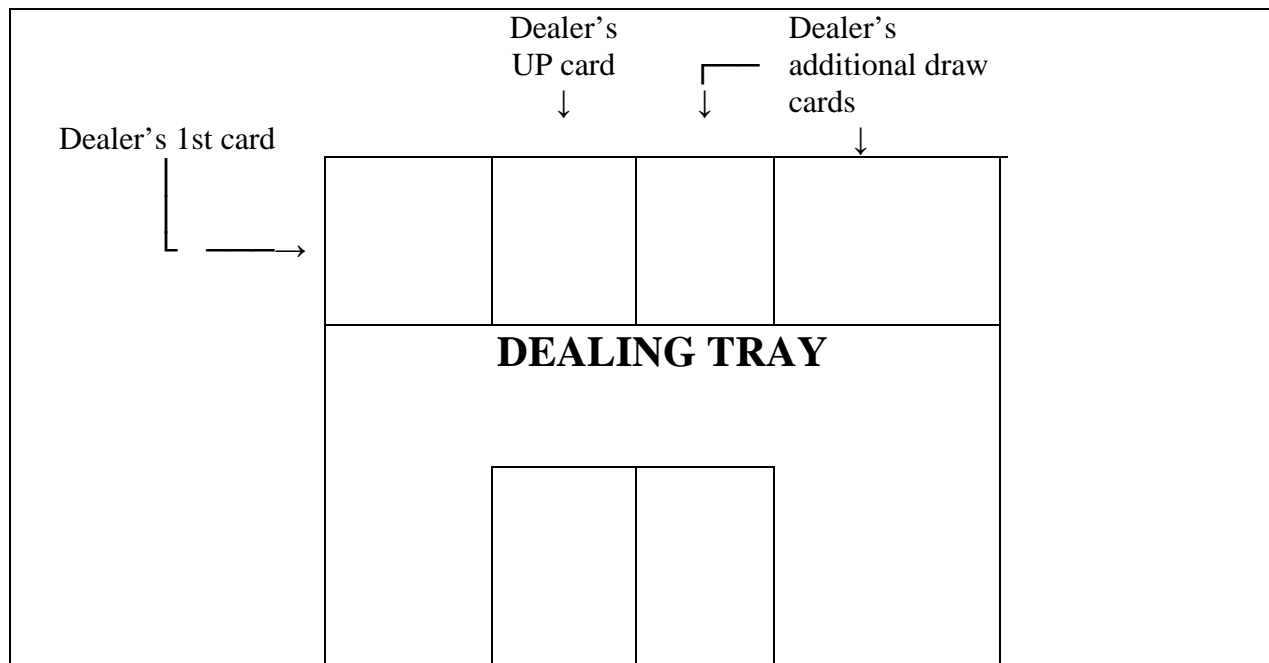 Dealer’s
UP card
↓
Dealer’s
additional draw
cards
↓
↓
Dealer’s 1st card
→
DEALING TRAY